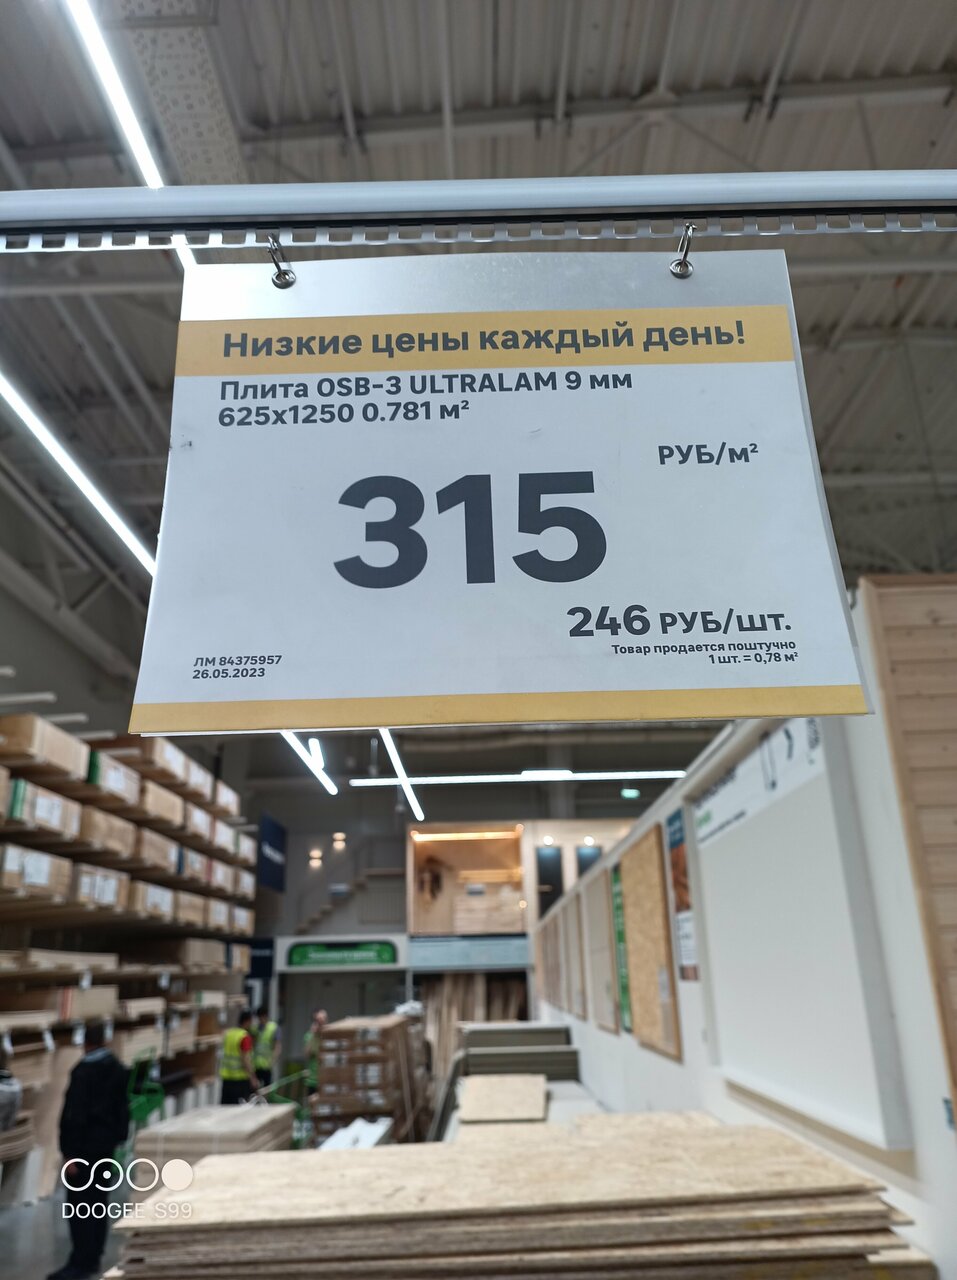 Низкие цены каждый день!
Плита OSB-3 ULTRALAM 9 мм
625х1250 0.781 м²
РУБ/м²
315
246 РУБ/шт.
Товар продается поштучно
1 шт. = 0,78 м²
ЛМ 84375957
26.05.2023
DOOGEE S99